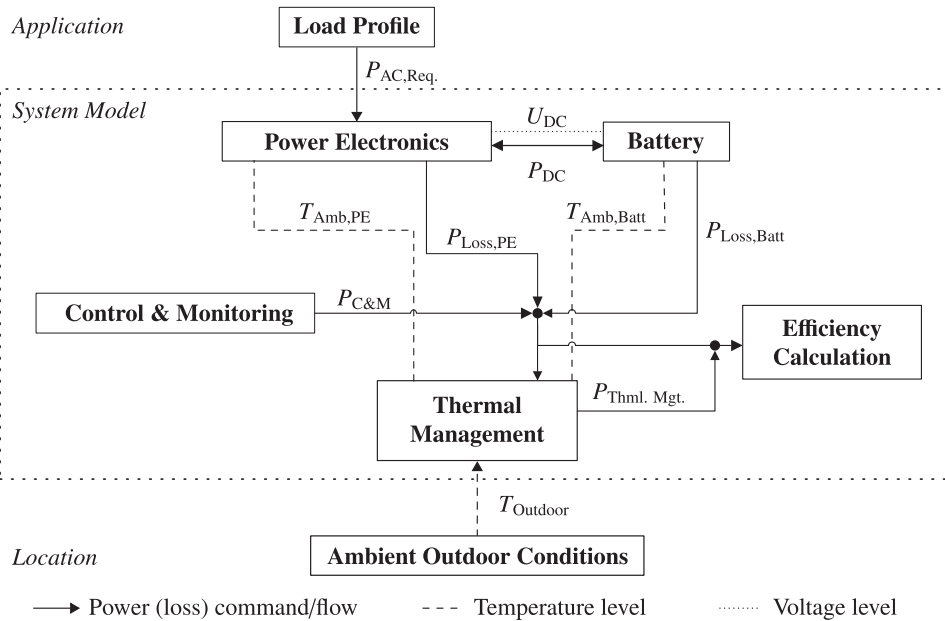 Application
Load Profile
P_AC,Req.
System Model
Power Electronics
U_DC
P_DC
Battery
T_Amb,PE
T_Amb,Batt
P_Loss,PE
P_Loss,Batt
Control & Monitoring
P_C&M
Efficiency
Calculation
Thermal
Management
P_Thml. Mgt.
T_Outdoor
Location
Ambient Outdoor Conditions
Power (loss) command/flow
Temperature level
Voltage level